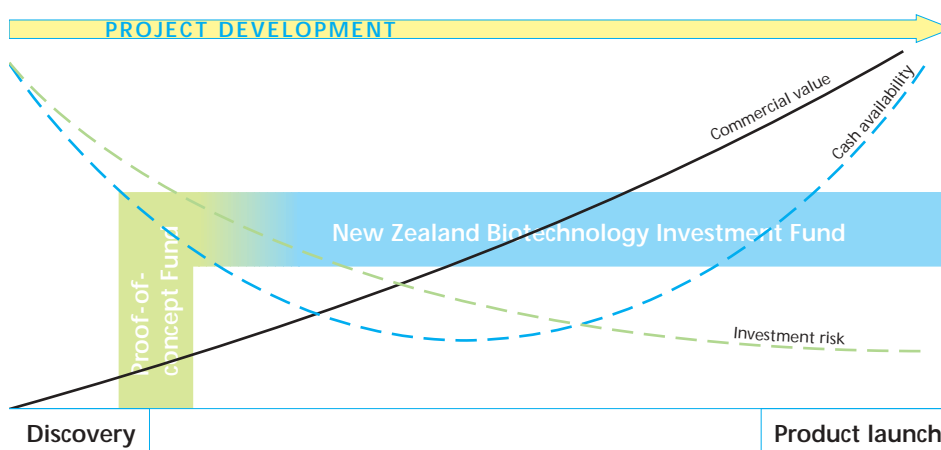 PROJECT DEVELOPMENT
Commercial value
Cash availability
New Zealand Biotechnology Investment Fund
Proof-of-
concept Fund
Investment risk
Discovery
Product launch